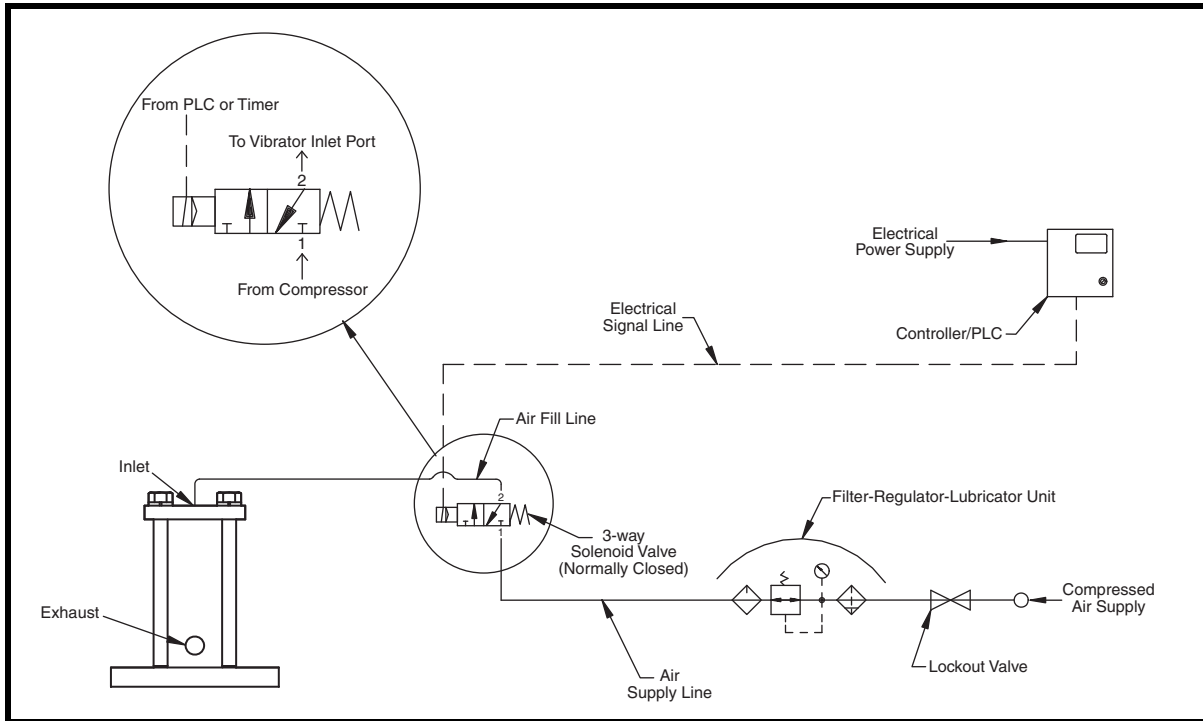 From PLC or Timer
To Vibrator Inlet Port
2
1
From Compressor
Electrical
Power Supply
Electrical
Signal Line
Controller/PLC
Air Fill Line
Inlet
2
1
3-way
Solenoid Valve
(Normally Closed)
Filter-Regulator-Lubricator Unit
Compressed
Air Supply
Exhaust
Lockout Valve
Air
Supply Line